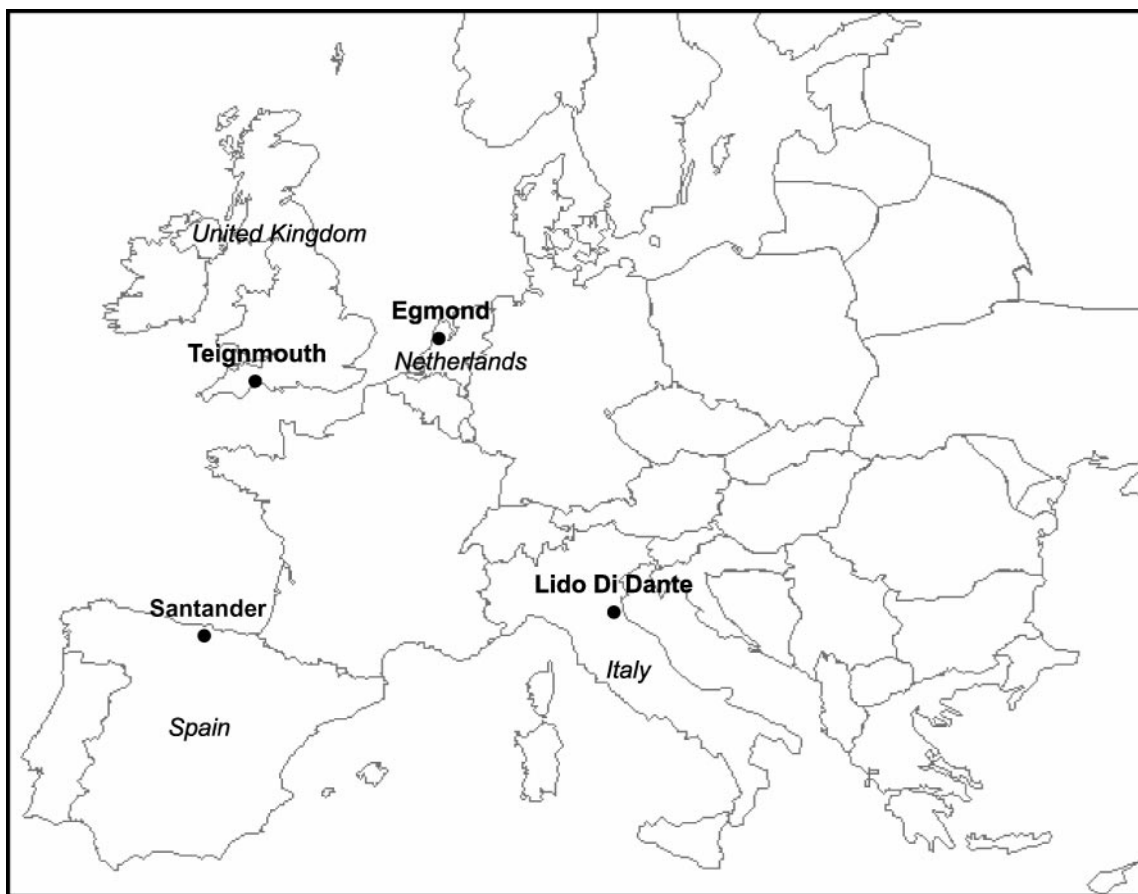 United Kingdom
Egmond
Teignmouth
Netherlands
Lido Di Dante
Santander
Italy
Spain